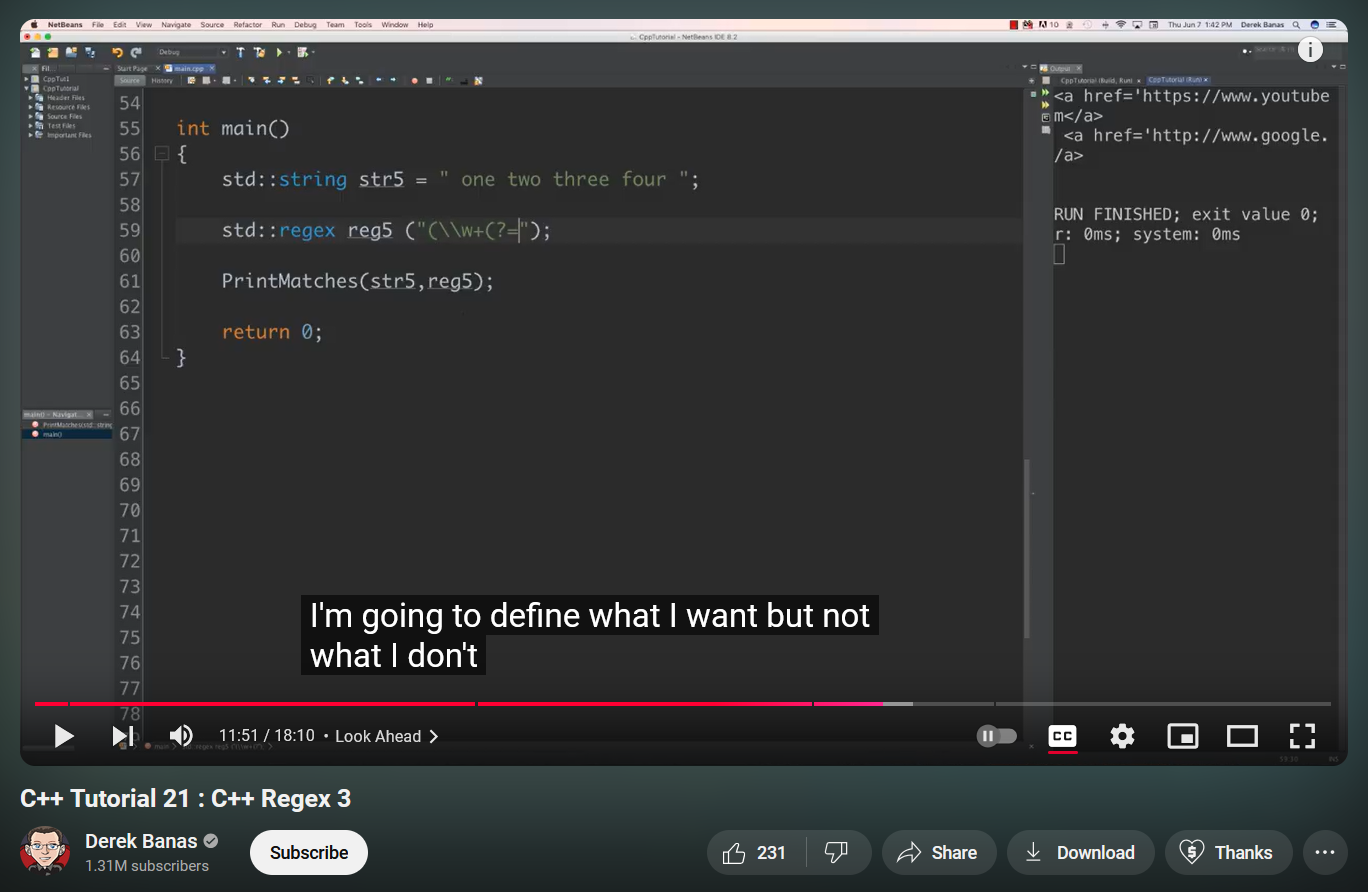 NetBeans File Edit View Navigate Source Refactor Run Debug Team Tools Window Help
10 Thu Jun 7 1:42 PM Derek Banas
CppTutorial - NetBeans IDE 8.2
Debug
Fil...
Start Page main.cpp
Output
CppTut1
CppTutorial
Header Files
Resource Files
Source Files
Test Files
Important Files
Source History
CppTutorial (Build, Run) CppTutorial (Run)
54
55 int main()
56 {
57 std::string str5 = " one two three four ";
58
59 std::regex reg5 ("(\\w+(?=");
60
61 PrintMatches(str5,reg5);
62
63 return 0;
64 }
65
66
67
68
69
70
71
72
73
74
75
76
77
78
<a href='https://www.youtube
m</a>
<a href='http://www.google.
/a>
RUN FINISHED; exit value 0;
r: 0ms; system: 0ms
main() - Navigat...
PrintMatches(std::string
main()
I'm going to define what I want but not
what I don't
11:51 / 18:10 • Look Ahead
CC
C++ Tutorial 21 : C++ Regex 3
Derek Banas
1.31M subscribers
Subscribe
231
Share
Download
Thanks